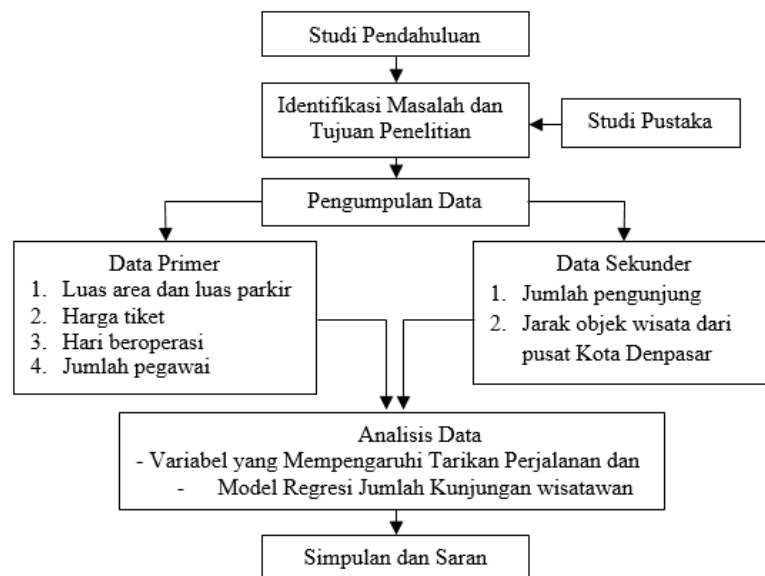 Studi Pendahuluan
Identifikasi Masalah dan
Tujuan Penelitian
Studi Pustaka
Pengumpulan Data
Data Primer
1. Luas area dan luas parkir
2. Harga tiket
3. Hari beroperasi
4. Jumlah pegawai
Data Sekunder
1. Jumlah pengunjung
2. Jarak objek wisata dari
pusat Kota Denpasar
Analisis Data
- Variabel yang Mempengaruhi Tarikan Perjalanan dan
- Model Regresi Jumlah Kunjungan wisatawan
Simpulan dan Saran